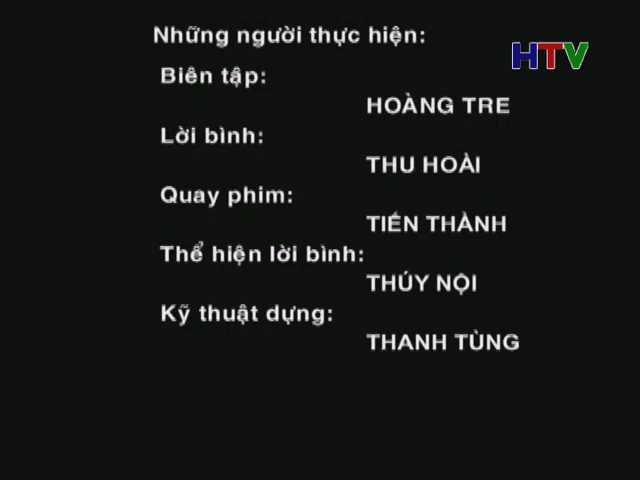 Những người thực hiện:
HTV
Biên tập:
HOÀNG TRE
Lời bình:
THU HOÀI
Quay phim:
TIẾN THÀNH
Thể hiện lời bình:
THÚY NỘI
Kỹ thuật dựng:
THANH TÙNG